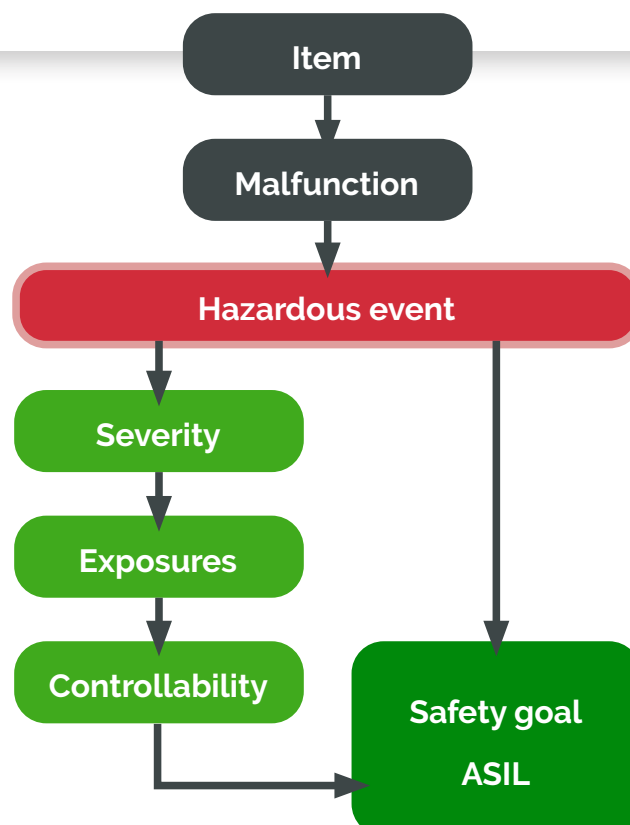 Item
Malfunction
Hazardous event
Severity
Exposures
Controllability
Safety goal
ASIL